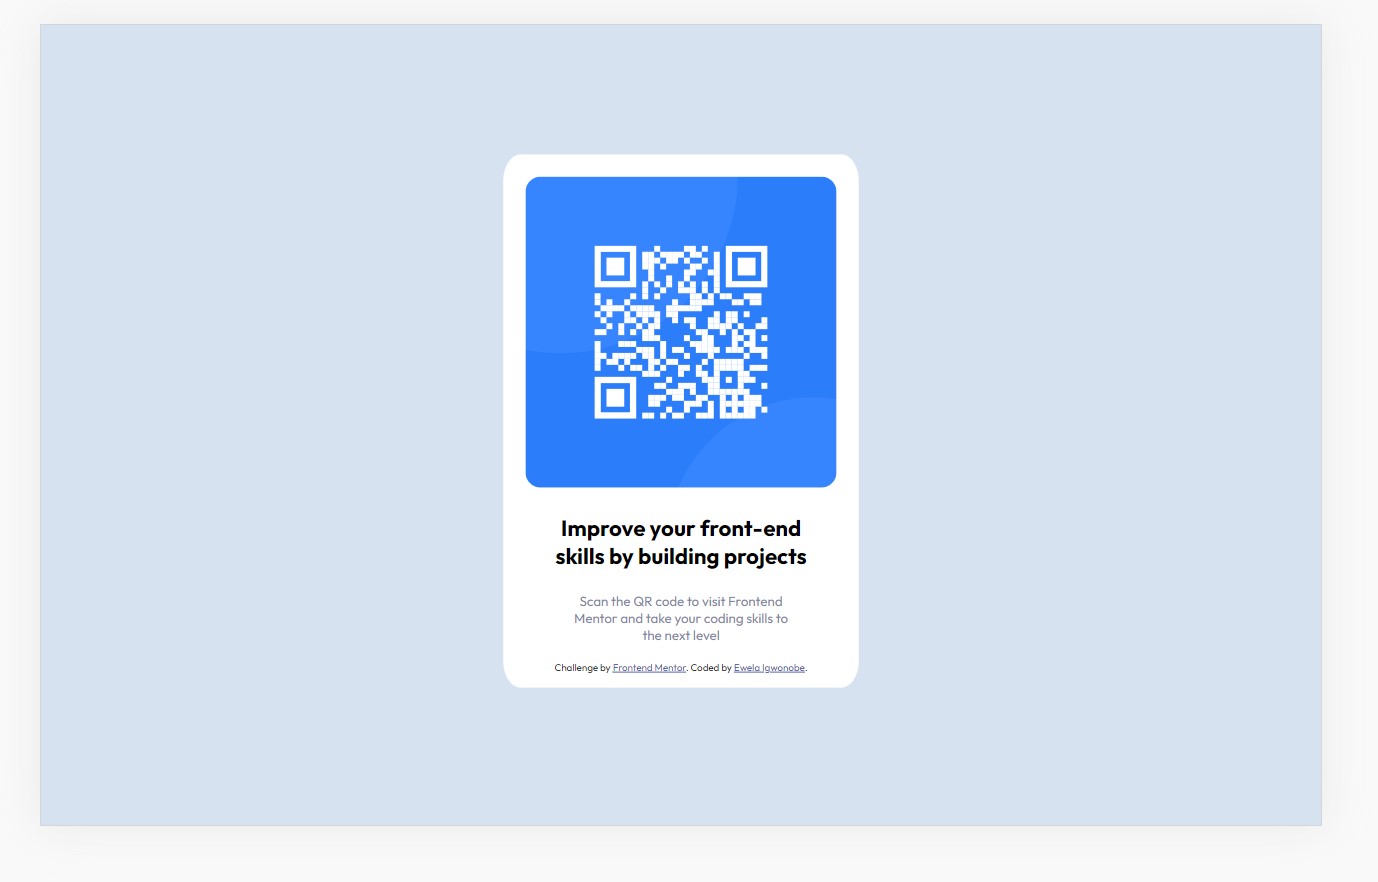 Improve your front-end
skills by building projects
Scan the QR code to visit Frontend
Mentor and take your coding skills to
the next level
Challenge by Frontend Mentor. Coded by Ewela Igwonobe.